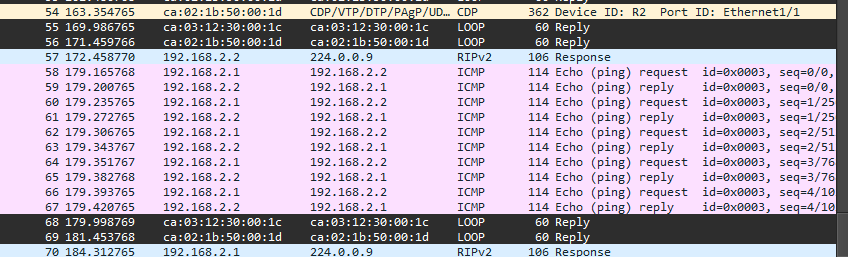 54 163.354765 ca:02:1b:50:00:1d CDP/VTP/DTP/PAgP/UD… CDP 362 Device ID: R2 Port ID: Ethernet1/1
55 169.986765 ca:03:12:30:00:1c ca:03:12:30:00:1c LOOP 60 Reply
56 171.459766 ca:02:1b:50:00:1d ca:02:1b:50:00:1d LOOP 60 Reply
57 172.458770 192.168.2.2 224.0.0.9 RIPv2 106 Response
58 179.165768 192.168.2.1 192.168.2.2 ICMP 114 Echo (ping) request id=0x0003, seq=0/0,
59 179.200765 192.168.2.2 192.168.2.1 ICMP 114 Echo (ping) reply id=0x0003, seq=0/0,
60 179.235765 192.168.2.1 192.168.2.2 ICMP 114 Echo (ping) request id=0x0003, seq=1/25
61 179.272765 192.168.2.2 192.168.2.1 ICMP 114 Echo (ping) reply id=0x0003, seq=1/25
62 179.306765 192.168.2.1 192.168.2.2 ICMP 114 Echo (ping) request id=0x0003, seq=2/51
63 179.343767 192.168.2.2 192.168.2.1 ICMP 114 Echo (ping) reply id=0x0003, seq=2/51
64 179.351767 192.168.2.1 192.168.2.2 ICMP 114 Echo (ping) request id=0x0003, seq=3/76
65 179.382768 192.168.2.2 192.168.2.1 ICMP 114 Echo (ping) reply id=0x0003, seq=3/76
66 179.393765 192.168.2.1 192.168.2.2 ICMP 114 Echo (ping) request id=0x0003, seq=4/10
67 179.420765 192.168.2.2 192.168.2.1 ICMP 114 Echo (ping) reply id=0x0003, seq=4/10
68 179.998769 ca:03:12:30:00:1c ca:03:12:30:00:1c LOOP 60 Reply
69 181.453768 ca:02:1b:50:00:1d ca:02:1b:50:00:1d LOOP 60 Reply
70 184.312765 192.168.2.1 224.0.0.9 RIPv2 106 Response